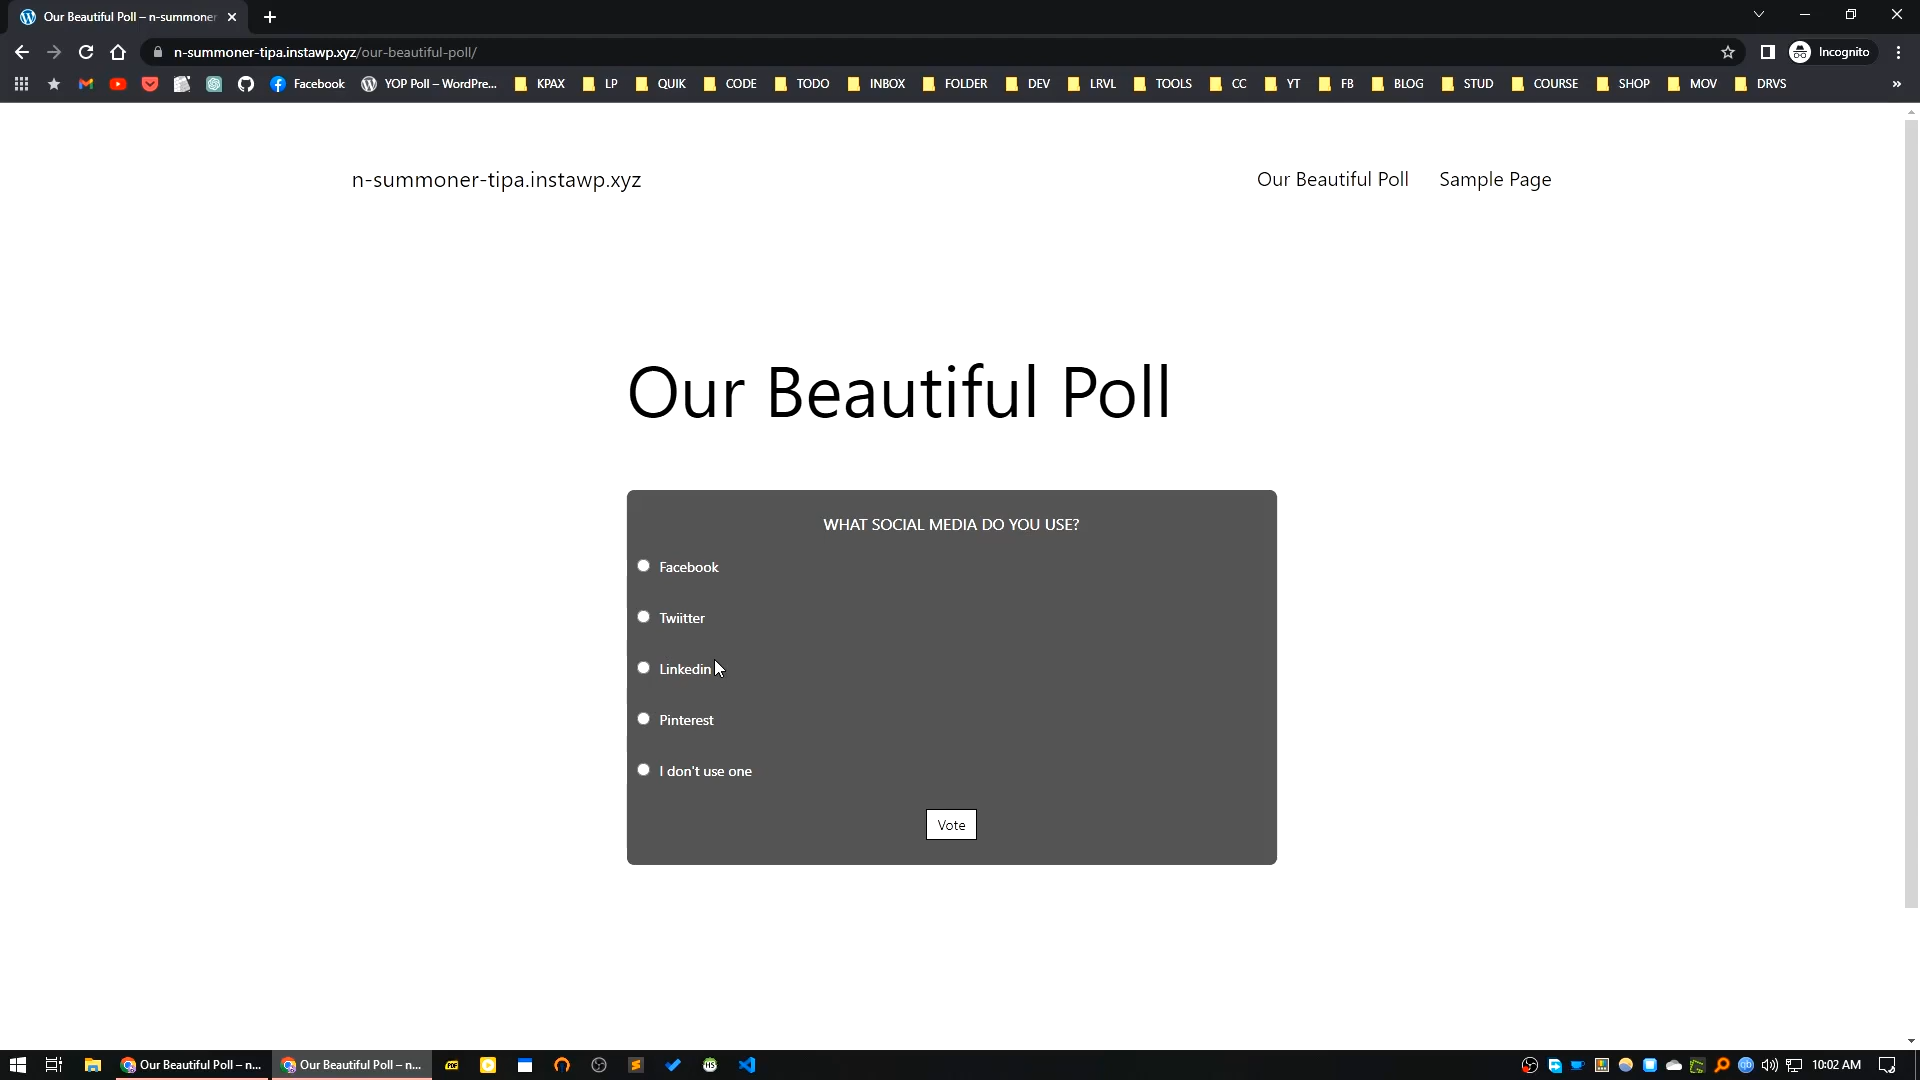 Our Beautiful Poll – n-summoner
n-summoner-tipa.instawp.xyz/our-beautiful-poll/
Incognito
Facebook
YOP Poll – WordPre...
KPAX
LP
QUIK
CODE
TODO
INBOX
FOLDER
DEV
LRVL
TOOLS
CC
YT
FB
BLOG
STUD
COURSE
SHOP
MOV
DRVS
n-summoner-tipa.instawp.xyz
Our Beautiful Poll
Sample Page
Our Beautiful Poll
WHAT SOCIAL MEDIA DO YOU USE?
Facebook
Twiitter
Linkedin
Pinterest
I don't use one
Vote
Our Beautiful Poll – n...
Our Beautiful Poll – n...
10:02 AM